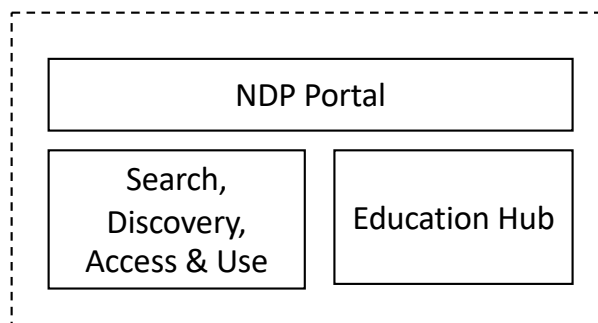 NDP Portal
Search,
Discovery,
Access & Use
Education Hub